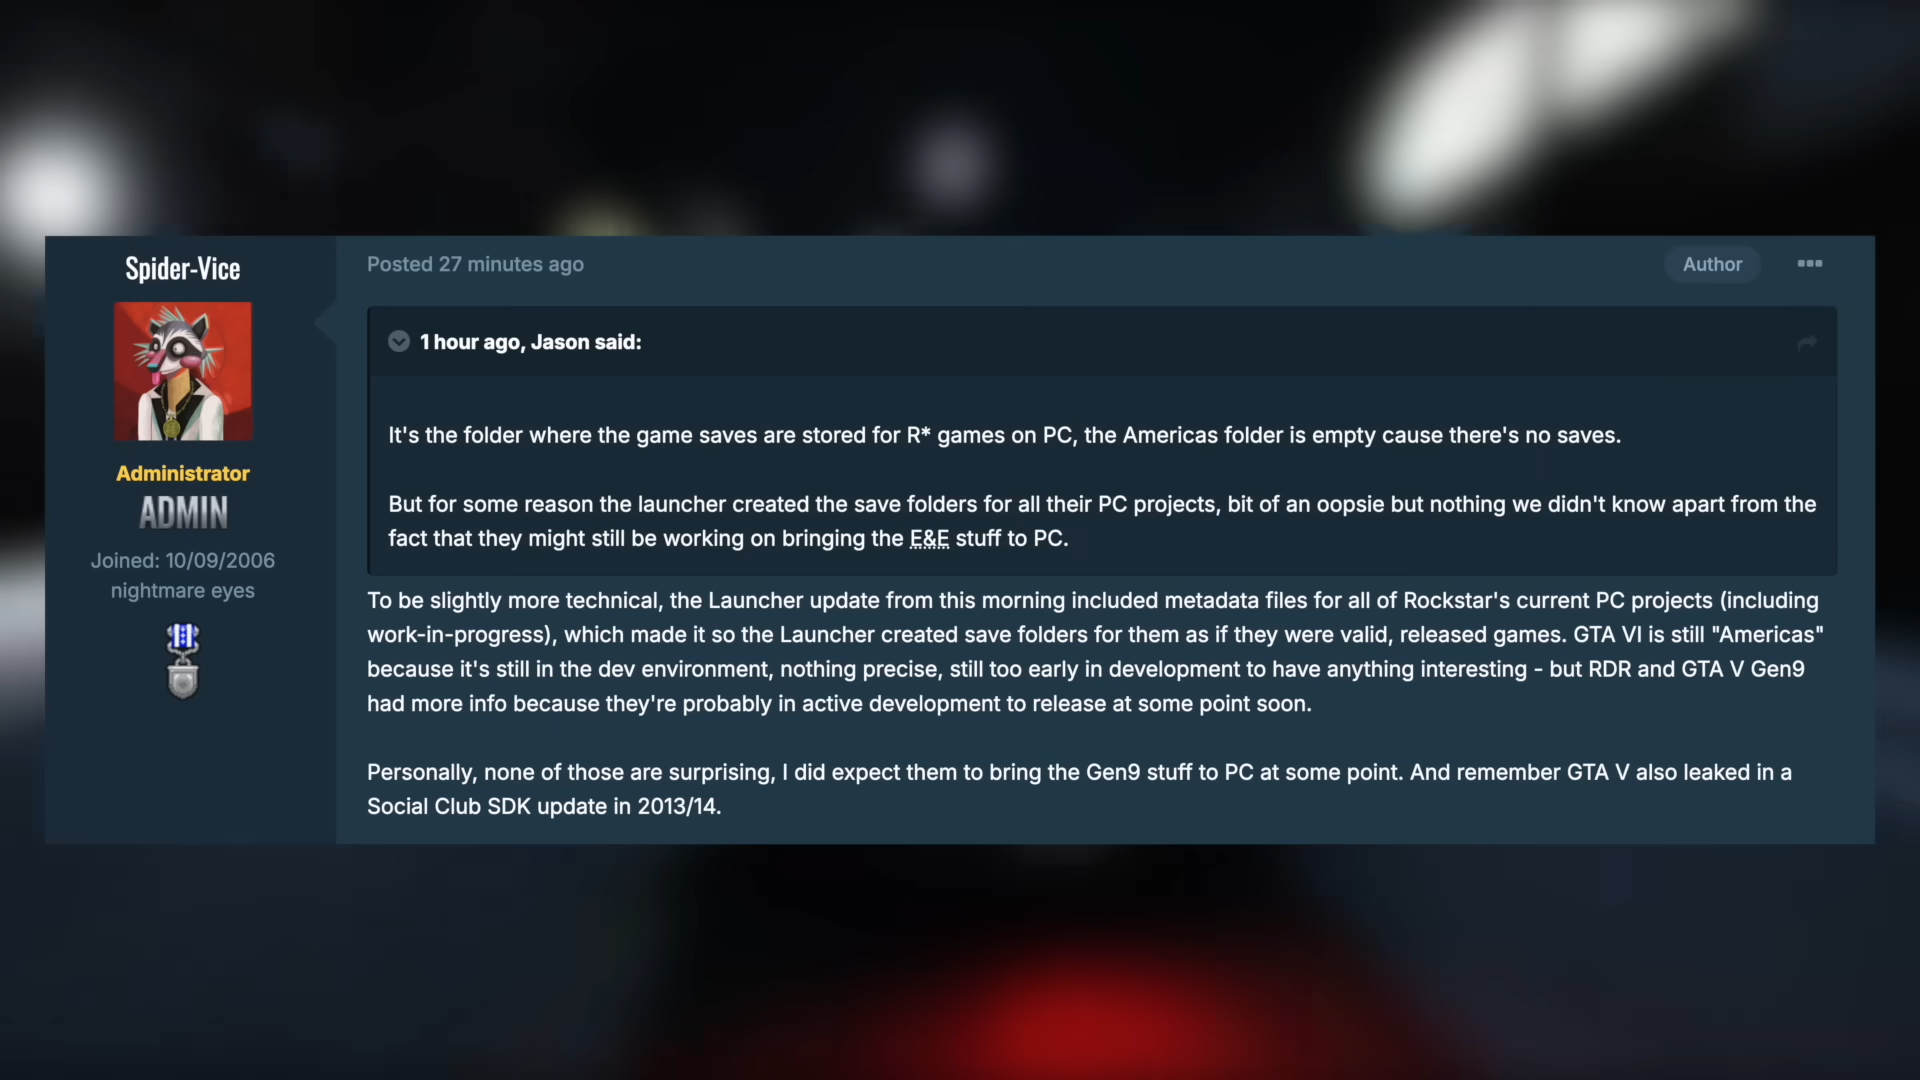 Spider-Vice
Posted 27 minutes ago
Author
1 hour ago, Jason said:
It's the folder where the game saves are stored for R* games on PC, the Americas folder is empty cause there's no saves.
But for some reason the launcher created the save folders for all their PC projects, bit of an oopsie but nothing we didn't know apart from the
fact that they might still be working on bringing the E&E stuff to PC.
Administrator
ADMIN
Joined: 10/09/2006
nightmare eyes
To be slightly more technical, the Launcher update from this morning included metadata files for all of Rockstar's current PC projects (including
work-in-progress), which made it so the Launcher created save folders for them as if they were valid, released games. GTA VI is still "Americas"
because it's still in the dev environment, nothing precise, still too early in development to have anything interesting - but RDR and GTA V Gen9
had more info because they're probably in active development to release at some point soon.
Personally, none of those are surprising, I did expect them to bring the Gen9 stuff to PC at some point. And remember GTA V also leaked in a
Social Club SDK update in 2013/14.